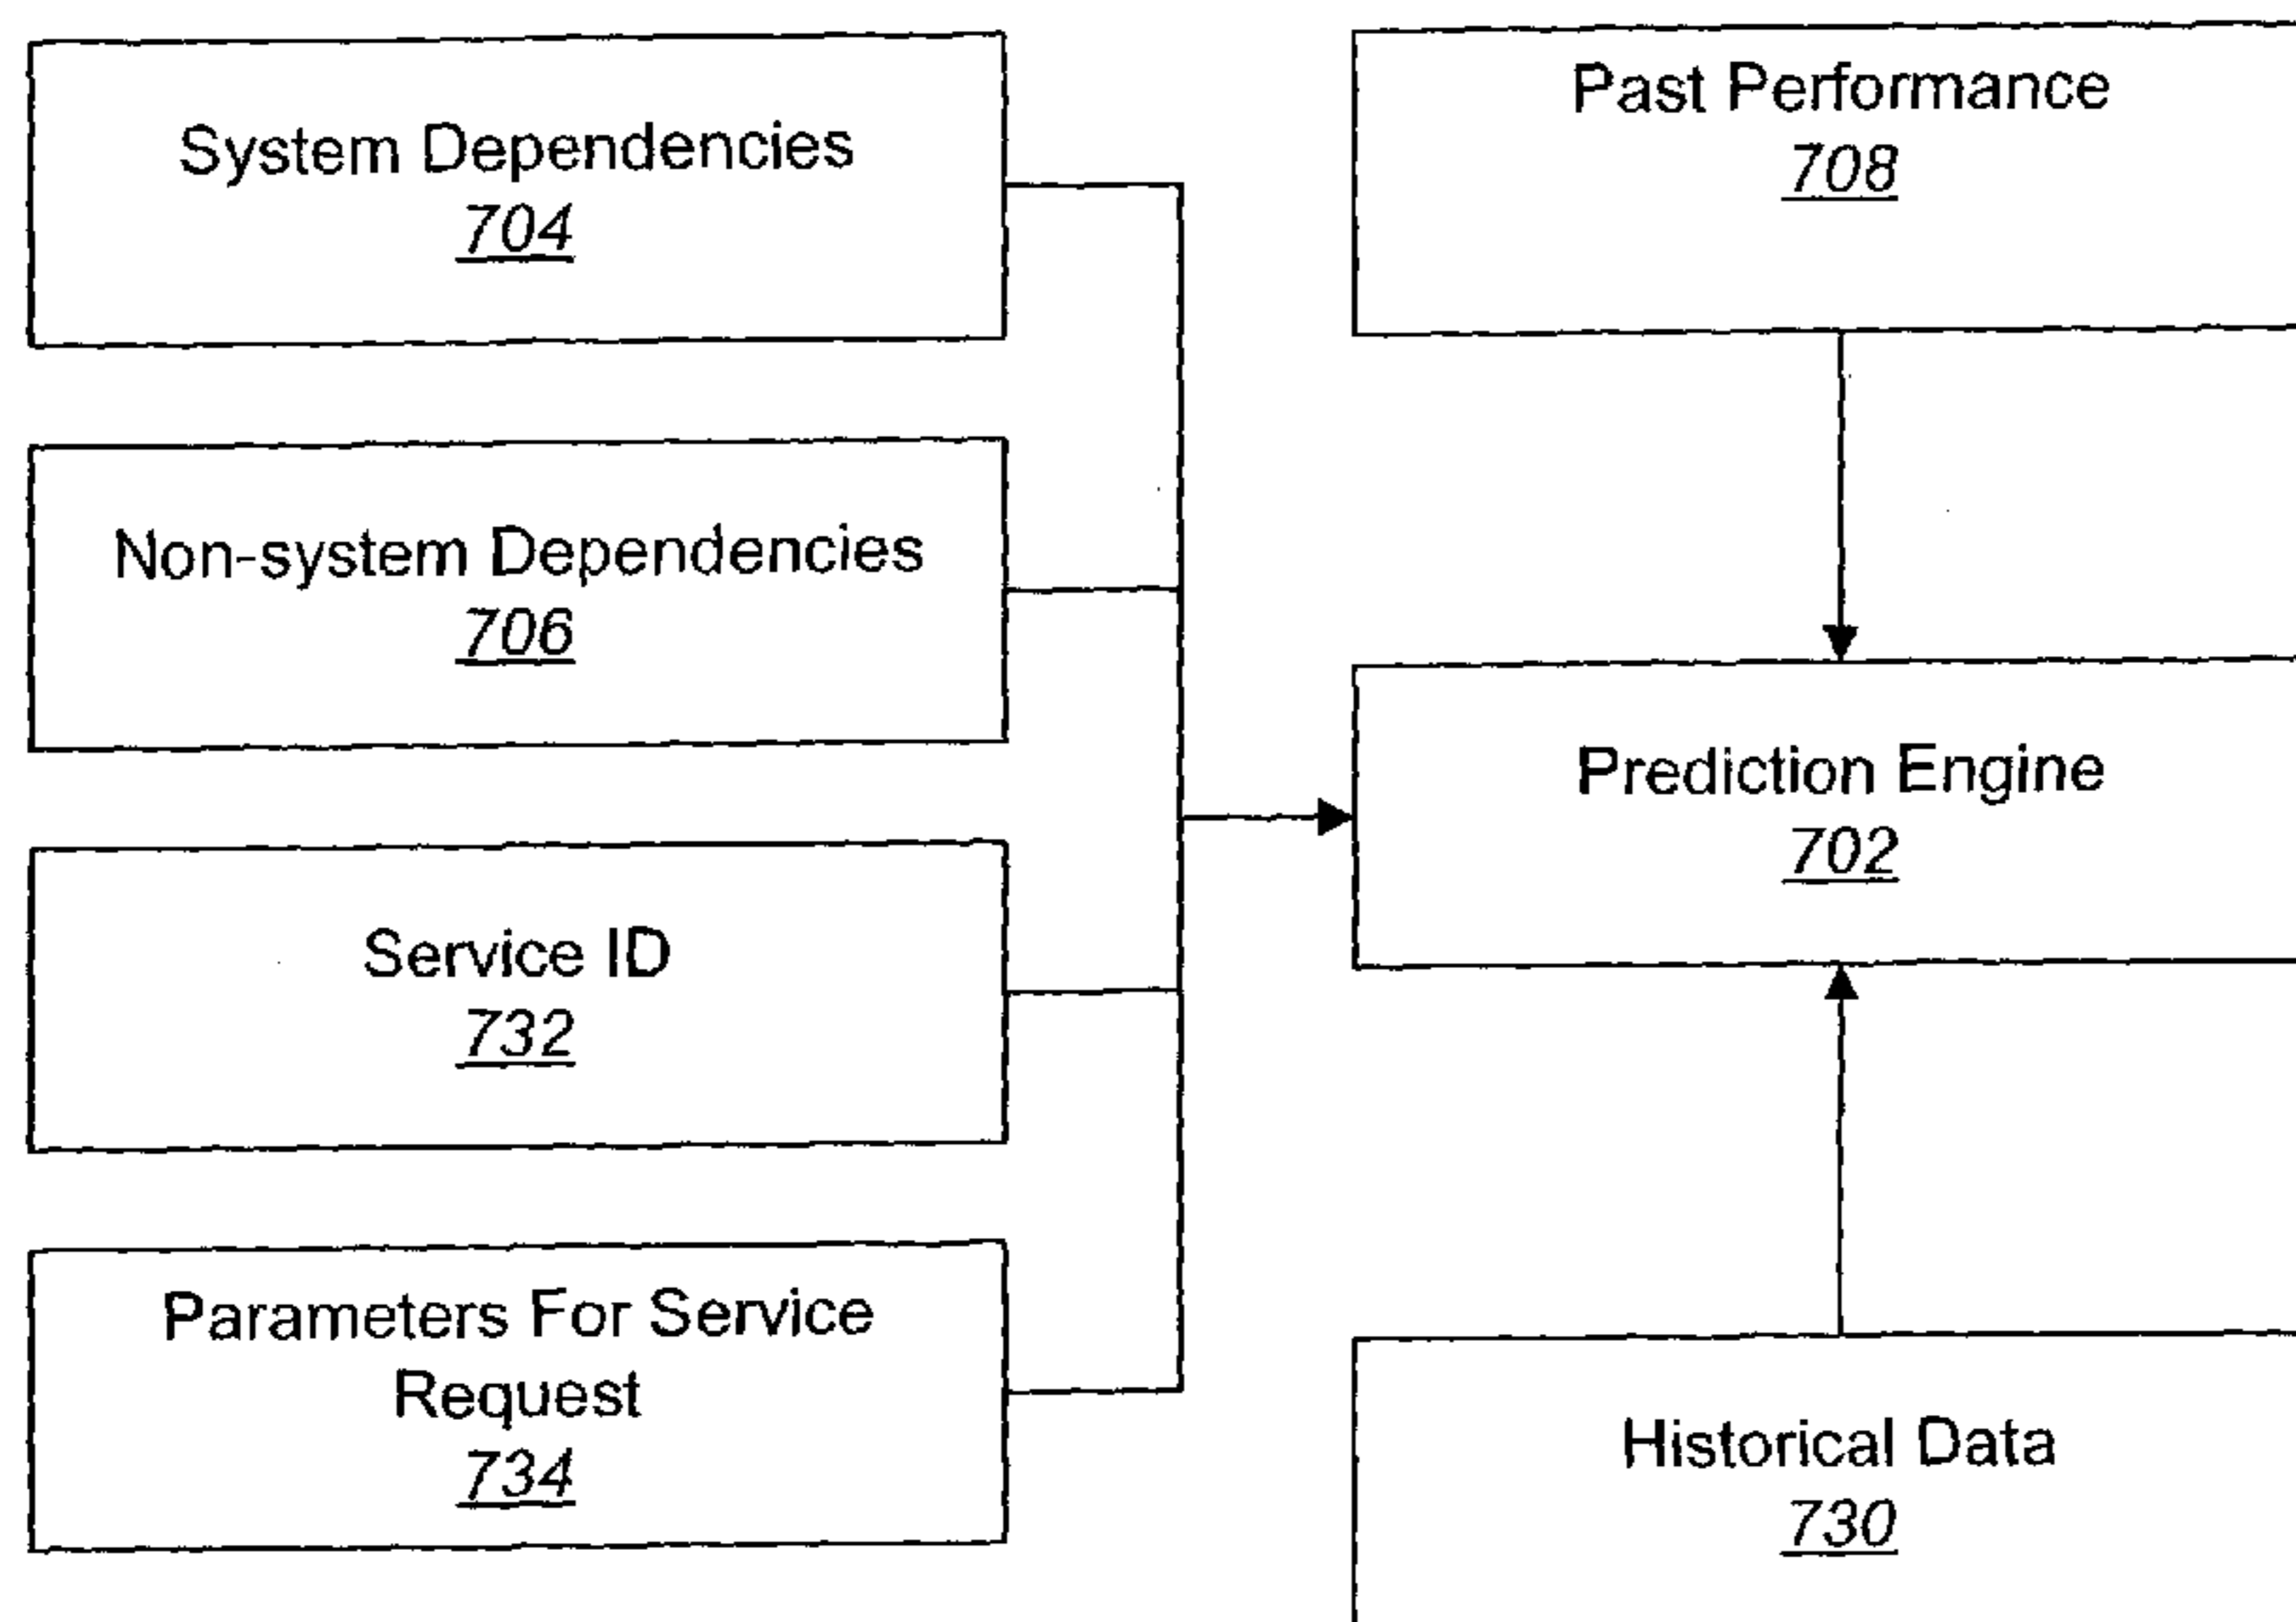 System Dependencies
704
Non-system Dependencies
706
Service ID
732
Parameters For Service
Request
734
Past Performance
708
Prediction Engine
702
Historical Data
730